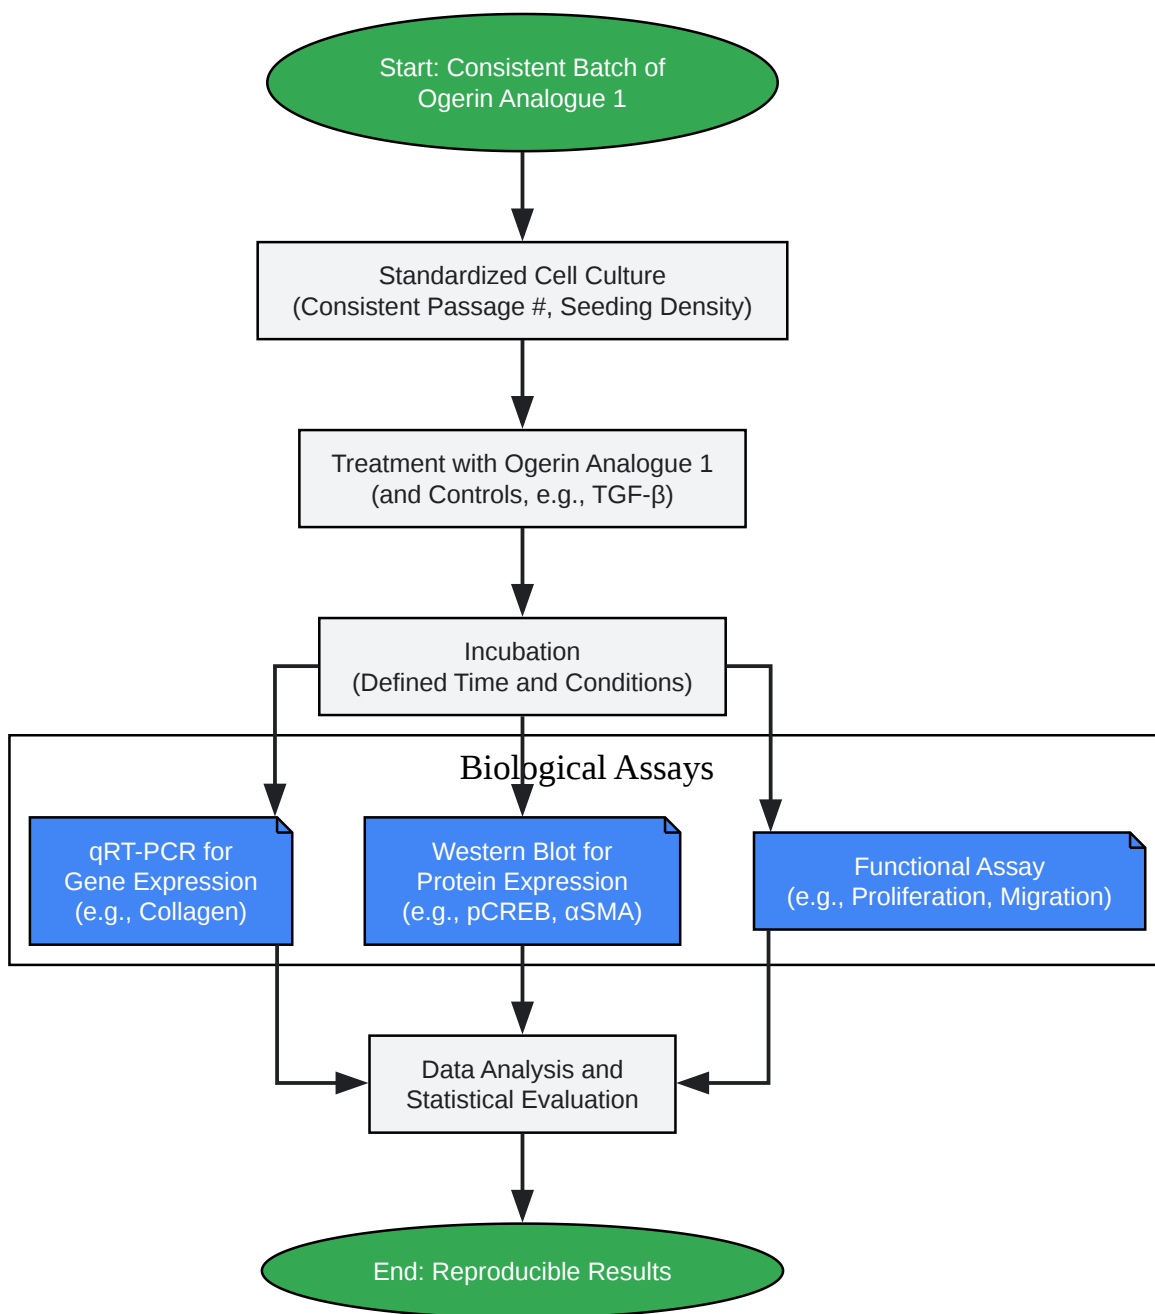 Start: Consistent Batch of
Ogerin Analogue 1
Standardized Cell Culture
(Consistent Passage #, Seeding Density)
Treatment with Ogerin Analogue 1
(and Controls, e.g., TGF-β)
Incubation
(Defined Time and Conditions)
Biological Assays
qRT-PCR for
Gene Expression
(e.g., Collagen)
Western Blot for
Protein Expression
(e.g., pCREB, αSMA)
Functional Assay
(e.g., Proliferation, Migration)
Data Analysis and
Statistical Evaluation
End: Reproducible Results